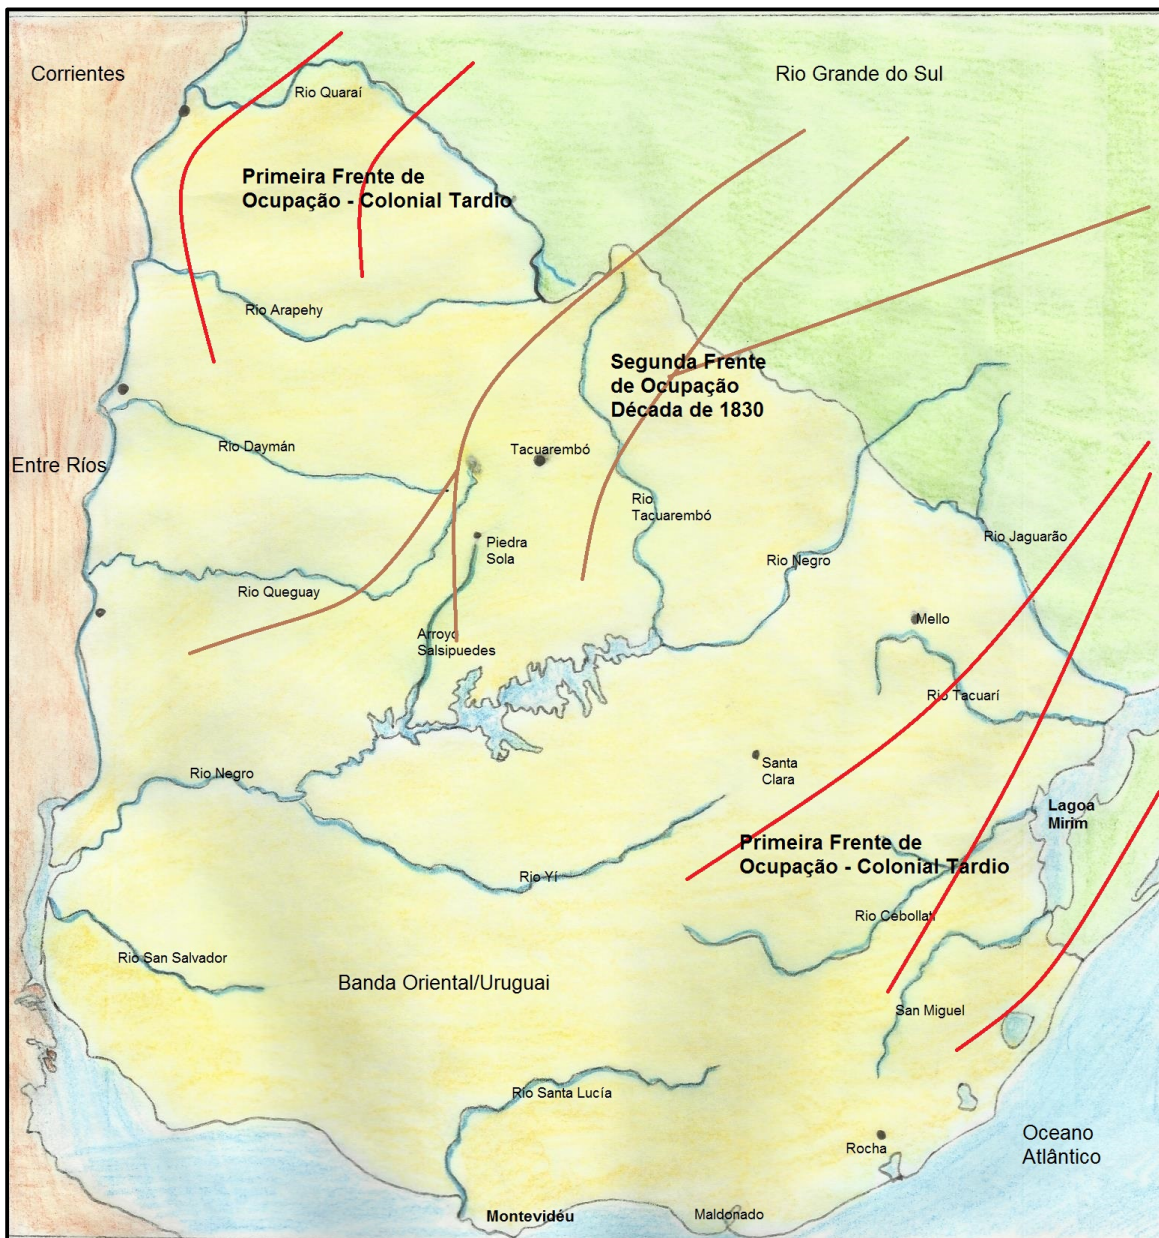 Corrientes
Rio Grande do Sul
Rio Quaraí
Primeira Frente de
Ocupação - Colonial Tardio
Rio Arapehy
Segunda Frente
de Ocupação
Década de 1830
Rio Daymán
Tacuarembó
Entre Ríos
Rio
Tacuarembó
Piedra
Sola
Rio Jaguarão
Rio Negro
Rio Queguay
Arroyo
Salsipuedes
Mello
Rio Tacuarí
Santa
Clara
Rio Negro
Lagoa
Mirim
Primeira Frente de
Ocupação - Colonial Tardio
Rio Yí
Rio Cebollatí
Rio San Salvador
Banda Oriental/Uruguai
San Miguel
Rio Santa Lucía
Oceano
Atlântico
Rocha
Montevidéu
Maldonado